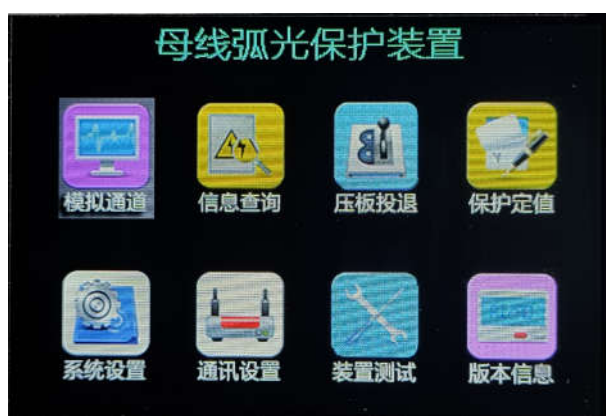 母线弧光保护装置
模拟通道 信息查询 压板投退 保护定值
系统设置 通讯设置 装置测试 版本信息